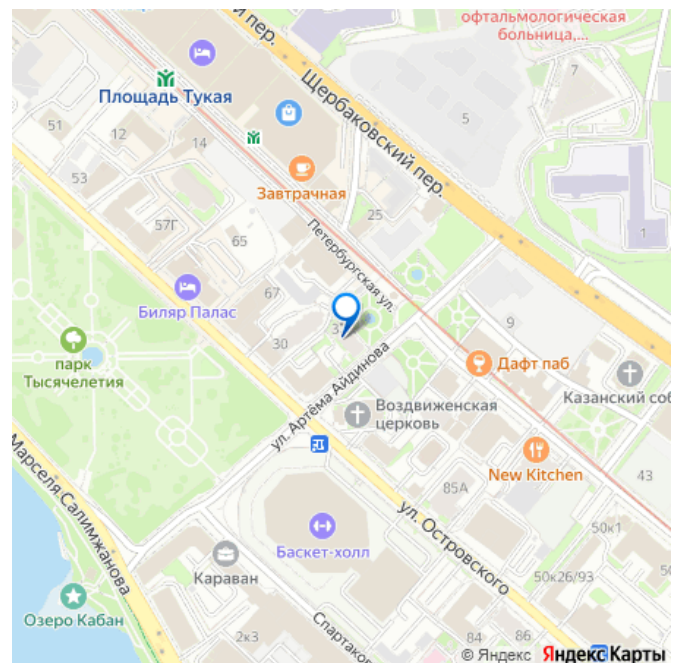 офтальмологическая
больница,...
й пер.
7
Площадь Тукая
Щербаковский пер.
5
51
12
14
53
Завтрачная
25
1
57Г
65
Петербургская ул.
67
Биляр Палас
9
30
Дафт паб
парк
Тысячелетия
ул. Артёма Айдинова
Казанский соб
Воздвиженская
церковь
Марселя Салимжанова
New Kitchen
43
85А
ул. Островского
50к1
Баскет-холл
Караван
50к26/93
50
Озеро Кабан
Спартаков
2к3
84
86
© Яндекс Яндекс Карты